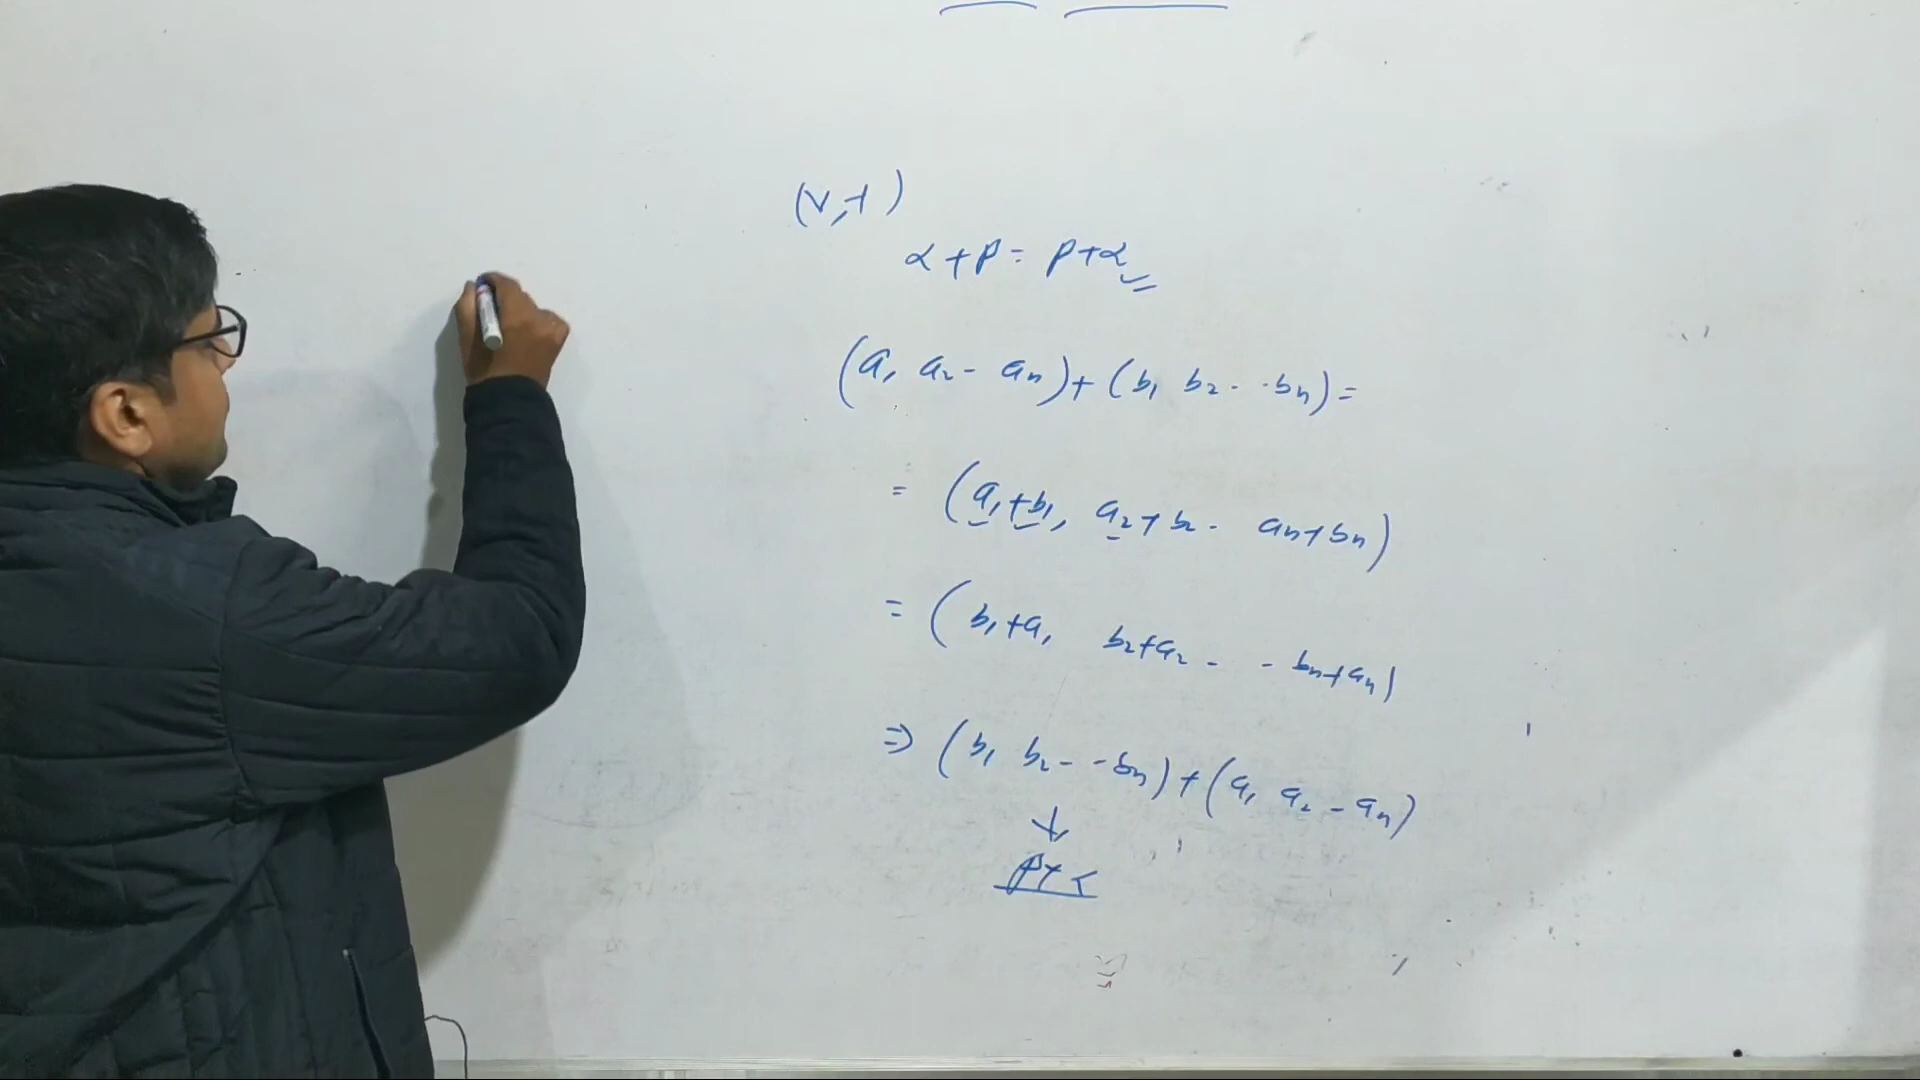 (V,+)
α+β = β+α
(a1 a2 - an)+(b1 b2 - - bn) =
= (a1+b1, a2+b2 - an+bn)
= (b1+a1 b2+a2 - - bn+an)
⇒ (b1 b2 - - bn)+(a1 a2 - an)
↓
β+α